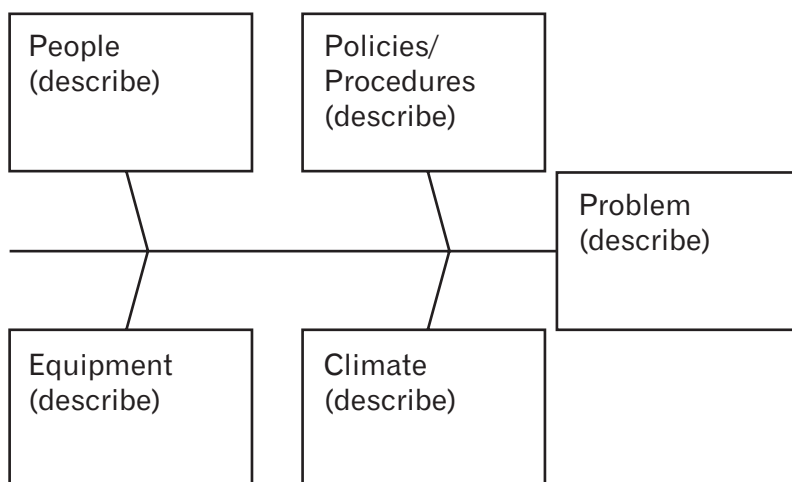 People
(describe)
Policies/
Procedures
(describe)
Problem
(describe)
Equipment
(describe)
Climate
(describe)